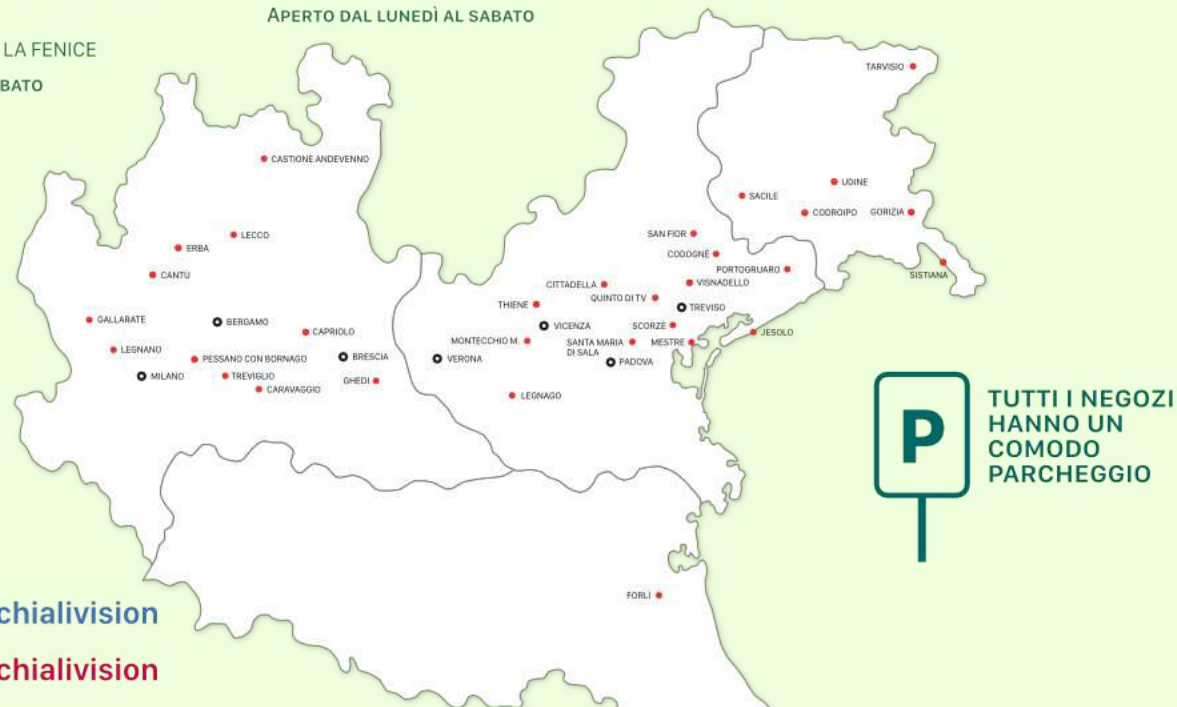 APERTO DAL LUNEDÌ AL SABATO
LA FENICE
BATO
TARVISIO
CASTIONE ANDEVENNO
UDINE
SACILE
CODROIPO
GORIZIA
LECCO
SAN FIOR
ERBA
CODOGNÈ
PORTOGRUARO
SISTIANA
CANTÙ
CITTADELLA
VISNADELLO
QUINTO DI TV
THIENE
TREVISO
GALLARATE
BERGAMO
VICENZA
SCORZÈ
CAPRIOLO
JESOLO
MONTECCHIO M.
SANTA MARIA
DI SALA
MESTRE
LEGNANO
PESSANO CON BORNAGO
BRESCIA
VERONA
PADOVA
MILANO
TREVIGLIO
GHEDI
CARAVAGGIO
LEGNAGO
P
TUTTI I NEGOZI
HANNO UN
COMODO
PARCHEGGIO
FORLÌ
chialivision
chialivision